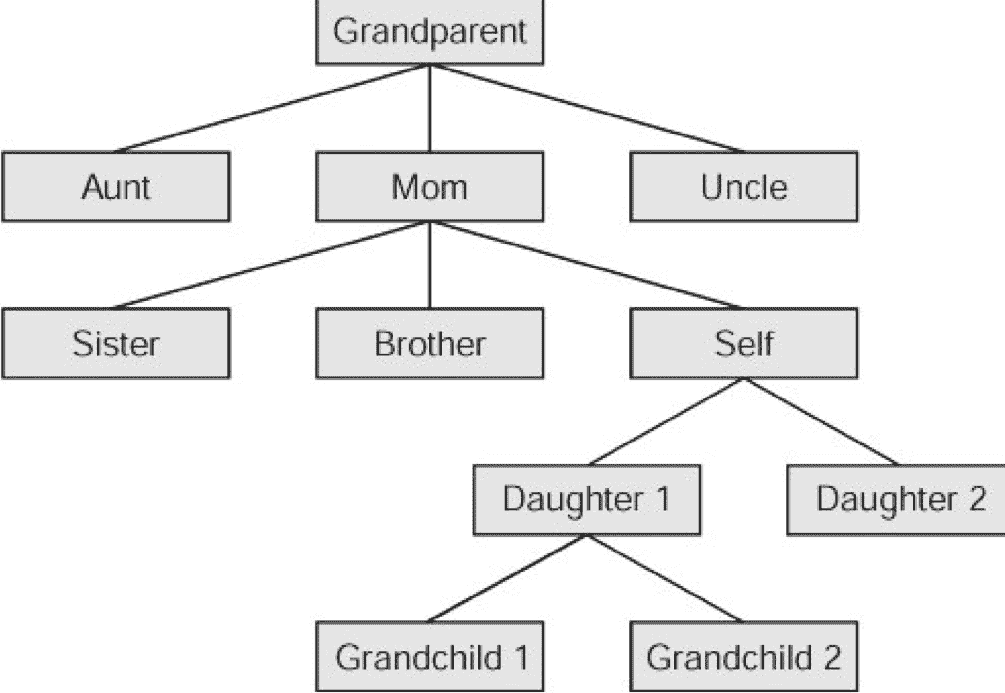 Grandparent
Aunt
Mom
Uncle
Sister
Brother
Self
Daughter 1
Daughter 2
Grandchild 1
Grandchild 2